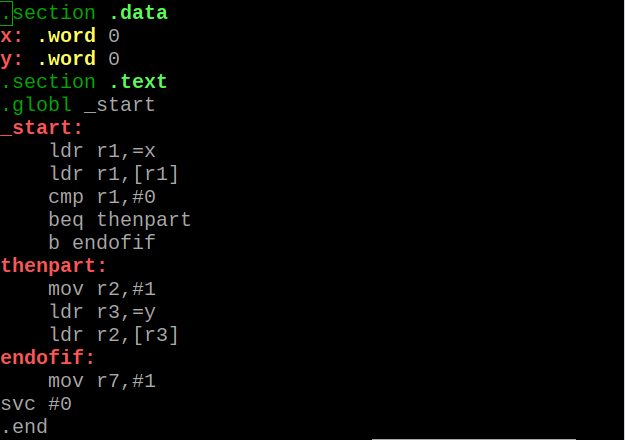 .section .data
x: .word 0
y: .word 0
.section .text
.globl _start
_start:
    ldr r1,=x
    ldr r1,[r1]
    cmp r1,#0
    beq thenpart
    b endofif
thenpart:
    mov r2,#1
    ldr r3,=y
    ldr r2,[r3]
endofif:
    mov r7,#1
svc #0
.end